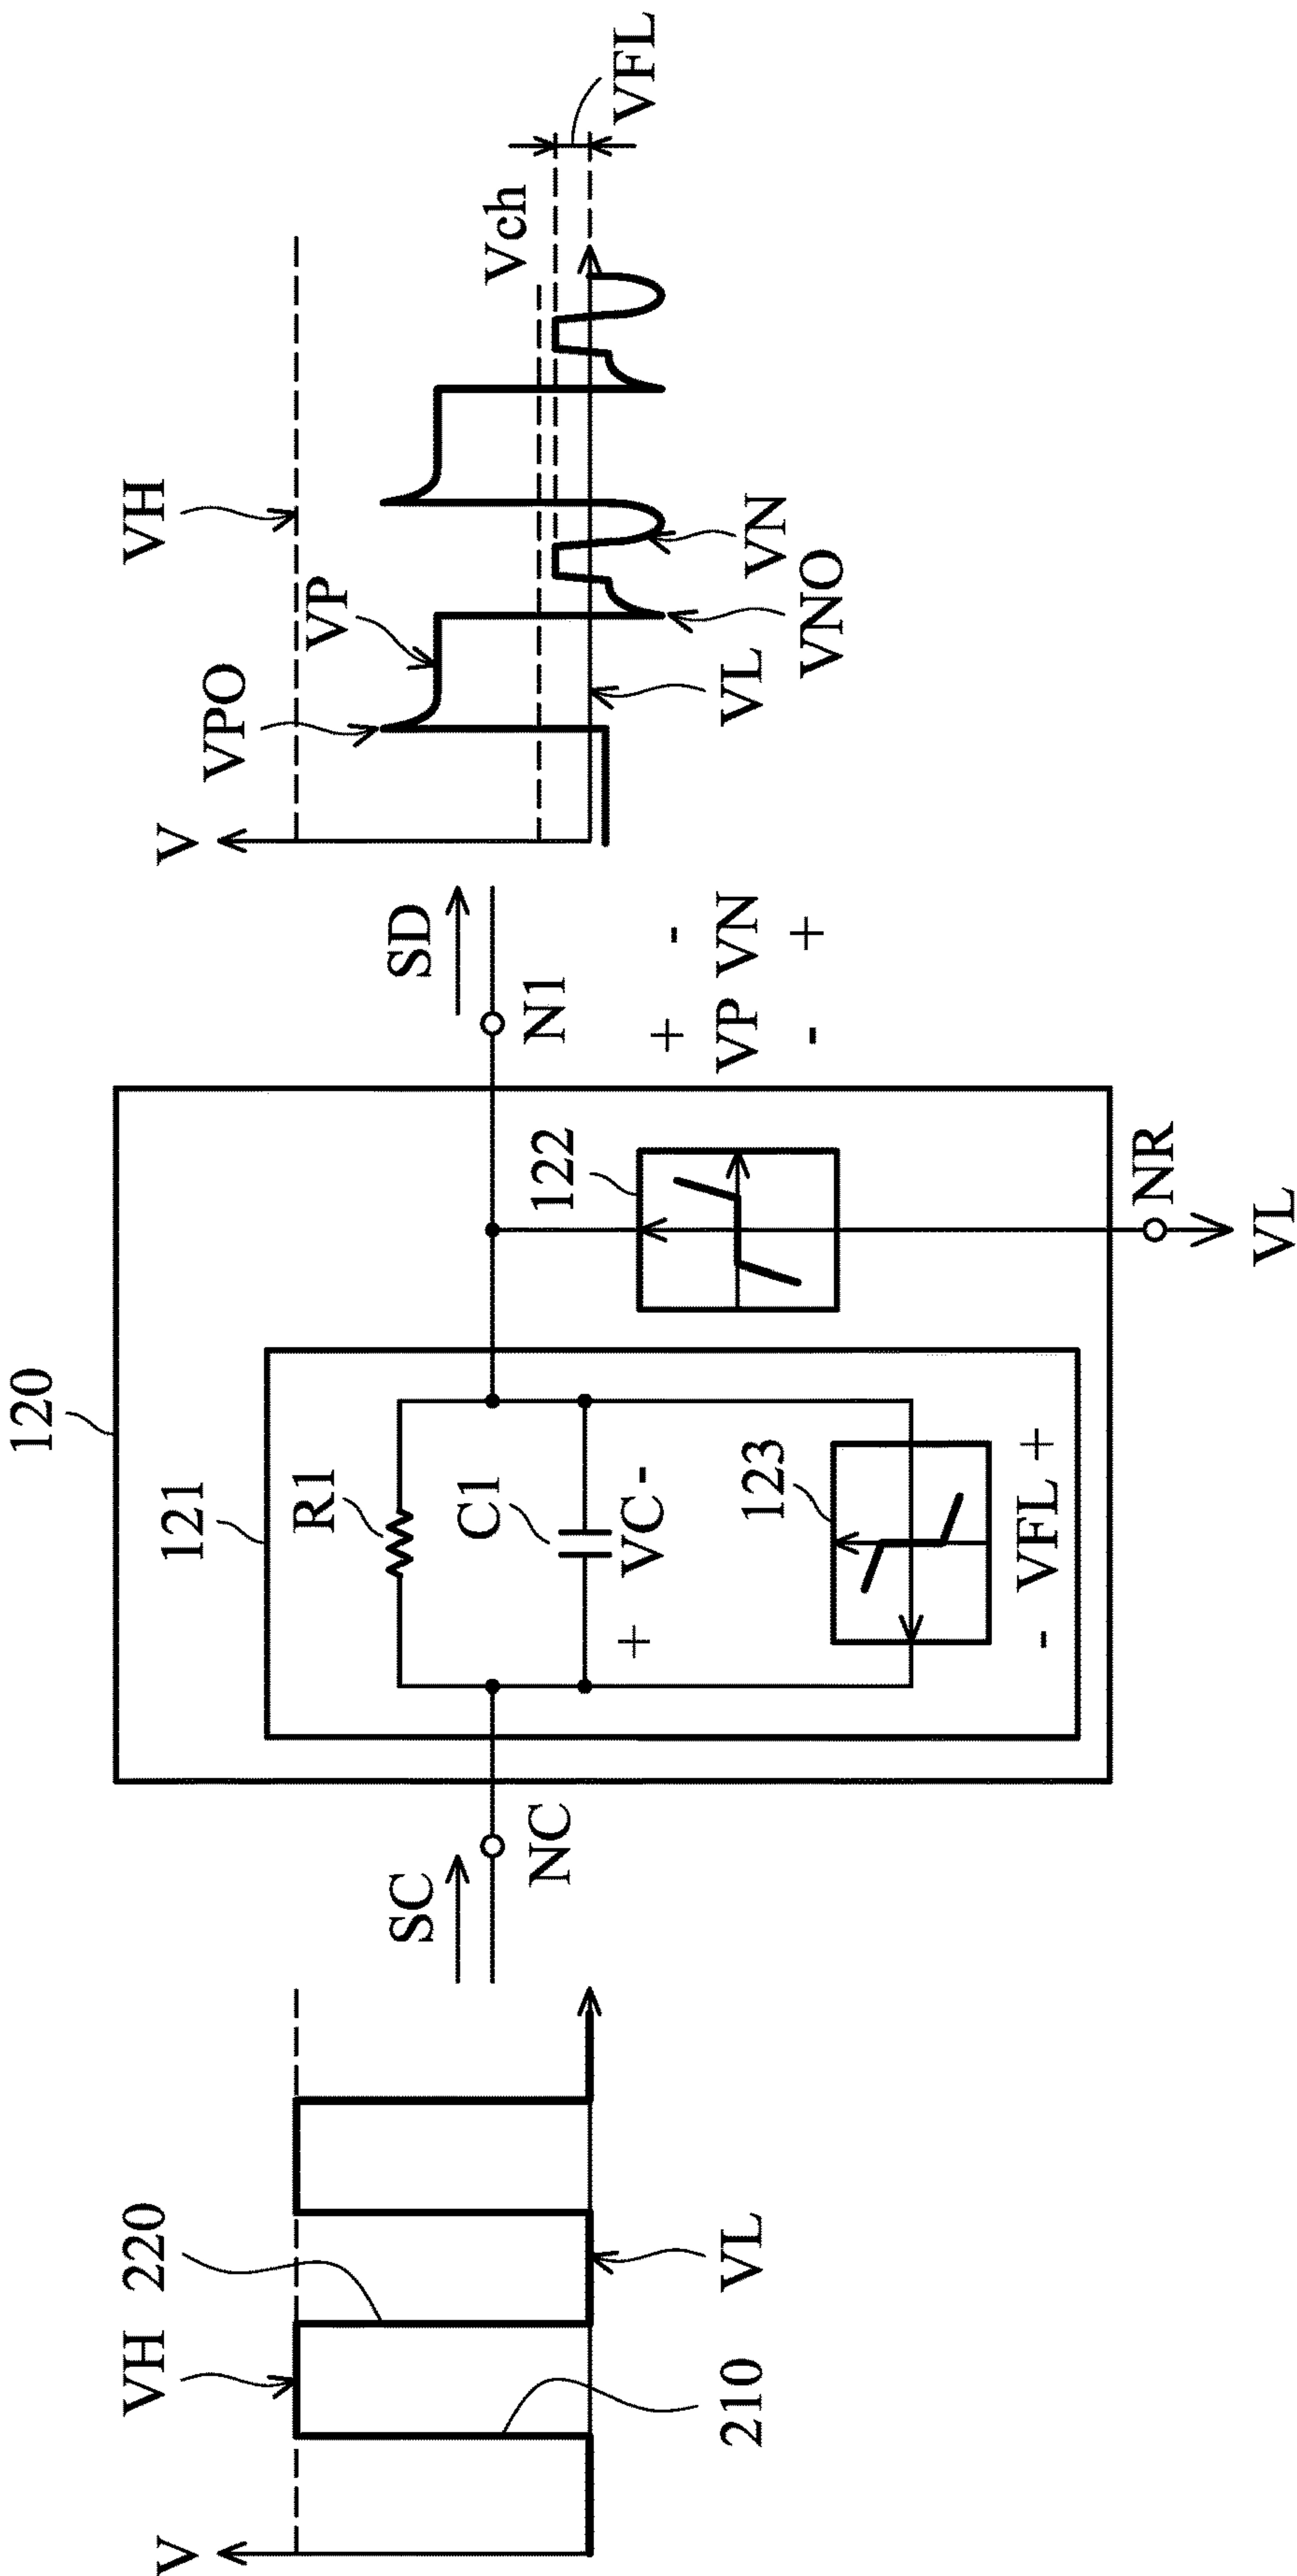 V
VH
220
210
VL
SC
NC
120
121
R1
C1
+ VC -
123
- VFL +
122
NR
VL
SD
N1
+ -
VP VN
- +
V
VPO
VP
VH
VL
VNO
VN
Vch
VFL